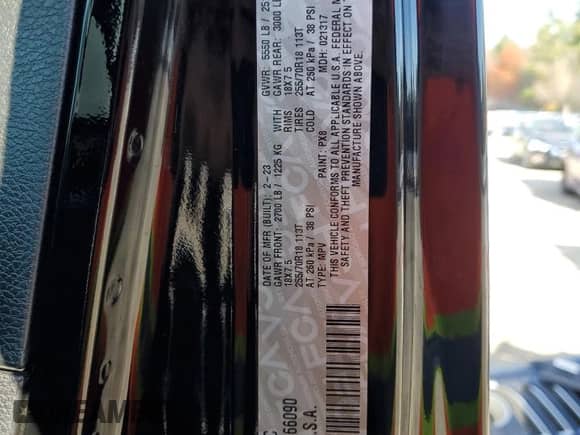 DATE OF MFR (BUILT): 2-23 GVWR: 5550 LB / 25
GAWR FRONT: 2700 LB / 1225 KG WITH GAWR REAR: 3000 LB
18X7.5 RIMS 18X7.5
255/70R18 113T TIRES 255/70R18 113T
AT 260 kPa / 38 PSI COLD AT 260 kPa / 38 PSI
TYPE: MPV PAINT: PX8 MDH: 021317
THIS VEHICLE CONFORMS TO ALL APPLICABLE U.S.A. FEDERAL M
SAFETY AND THEFT PREVENTION STANDARDS IN EFFECT ON
MANUFACTURE SHOWN ABOVE.
66090
.S.A.